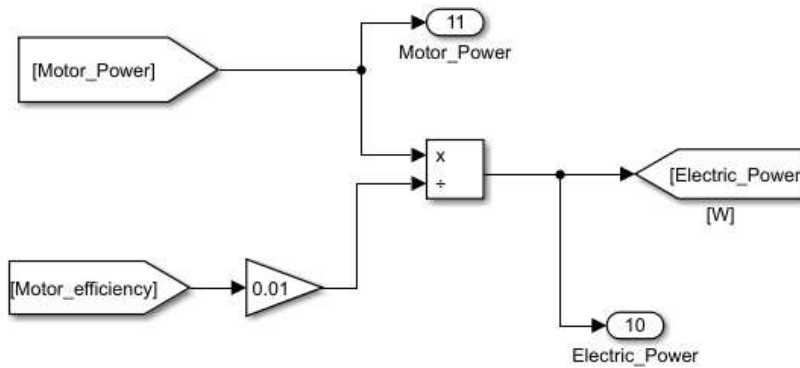 11
Motor_Power
[Motor_Power]
x
÷
[Electric_Power
[W]
[Motor_efficiency]
0.01
10
Electric_Power